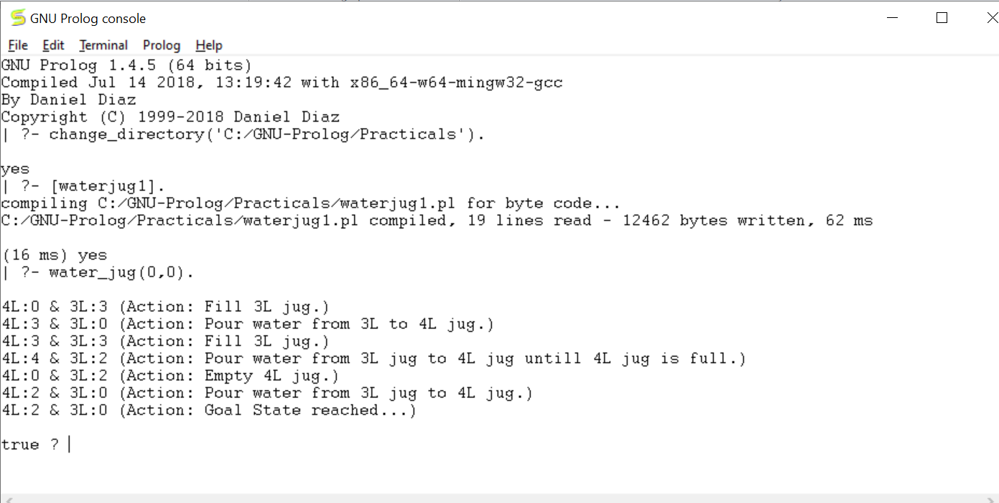 GNU Prolog console
File Edit Terminal Prolog Help
GNU Prolog 1.4.5 (64 bits)
Compiled Jul 14 2018, 13:19:42 with x86_64-w64-mingw32-gcc
By Daniel Diaz
Copyright (C) 1999-2018 Daniel Diaz
| ?- change_directory('C:/GNU-Prolog/Practicals').
yes
| ?- [waterjug1].
compiling C:/GNU-Prolog/Practicals/waterjug1.pl for byte code...
C:/GNU-Prolog/Practicals/waterjug1.pl compiled, 19 lines read - 12462 bytes written, 62 ms
(16 ms) yes
| ?- water_jug(0,0).
4L:0 & 3L:3 (Action: Fill 3L jug.)
4L:3 & 3L:0 (Action: Pour water from 3L to 4L jug.)
4L:3 & 3L:3 (Action: Fill 3L jug.)
4L:4 & 3L:2 (Action: Pour water from 3L jug to 4L jug untill 4L jug is full.)
4L:0 & 3L:2 (Action: Empty 4L jug.)
4L:2 & 3L:0 (Action: Pour water from 3L jug to 4L jug.)
4L:2 & 3L:0 (Action: Goal State reached...)
true ?